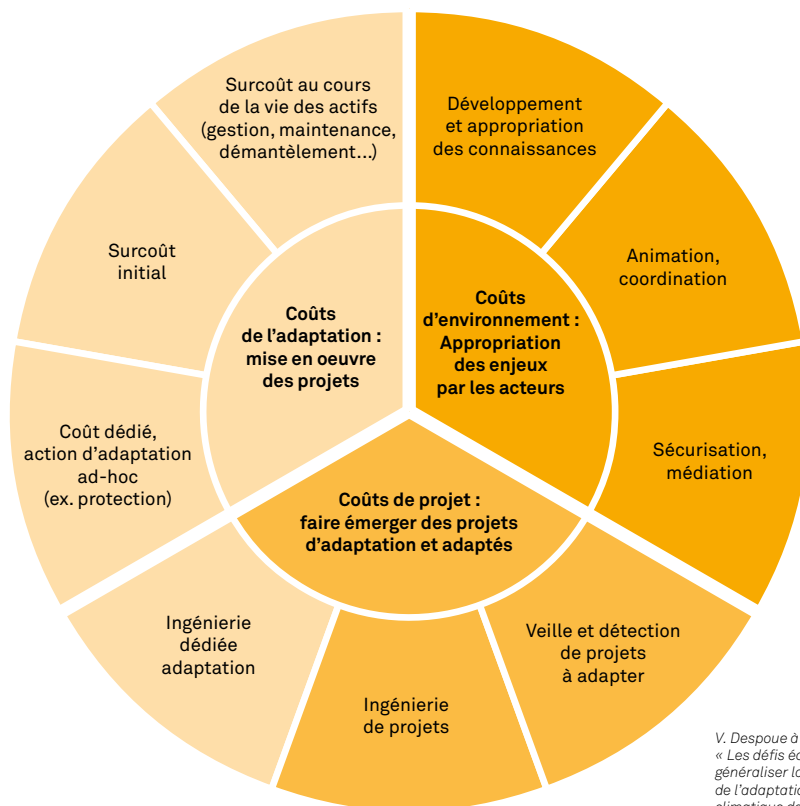 Surcoût au cours
de la vie des actifs
(gestion, maintenance,
démantèlement...)
Développement
et appropriation
des connaissances
Surcoût
initial
Animation,
coordination
Coûts
de l'adaptation :
mise en oeuvre
des projets
Coûts
d'environnement :
Appropriation
des enjeux
par les acteurs
Coût dédié,
action d'adaptation
ad-hoc
(ex. protection)
Sécurisation,
médiation
Coûts de projet :
faire émerger des projets
d'adaptation et adaptés
Ingénierie
dédiée
adaptation
Veille et détection
de projets
à adapter
Ingénierie
de projets
V. Despoue à
« Les défis éc
généraliser la
de l'adaptation